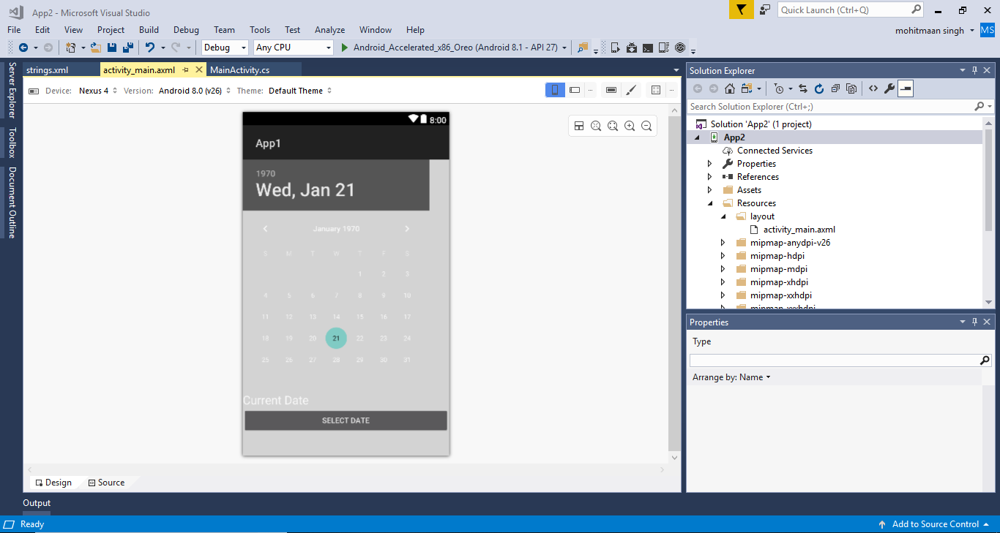 App2 - Microsoft Visual Studio
Quick Launch (Ctrl+Q)
File Edit View Project Build Debug Team Tools Test Analyze Window Help
mohitmaan singh MS
Debug Any CPU Android_Accelerated_x86_Oreo (Android 8.1 - API 27)
Server Explorer
Toolbox
Document Outline
strings.xml activity_main.axml MainActivity.cs
Device: Nexus 4 Version: Android 8.0 (v26) Theme: Default Theme
8:00
App1
1970
Wed, Jan 21
January 1970
S M T W T F S
1 2 3
4 5 6 7 8 9 10
11 12 13 14 15 16 17
18 19 20 21 22 23 24
25 26 27 28 29 30 31
Current Date
SELECT DATE
Design Source
Solution Explorer
Search Solution Explorer (Ctrl+;)
Solution 'App2' (1 project)
App2
Connected Services
Properties
References
Assets
Resources
layout
activity_main.axml
mipmap-anydpi-v26
mipmap-hdpi
mipmap-mdpi
mipmap-xhdpi
mipmap-xxhdpi
mipmap-xxxhdpi
Properties
Type
Arrange by: Name
Output
Ready
Add to Source Control